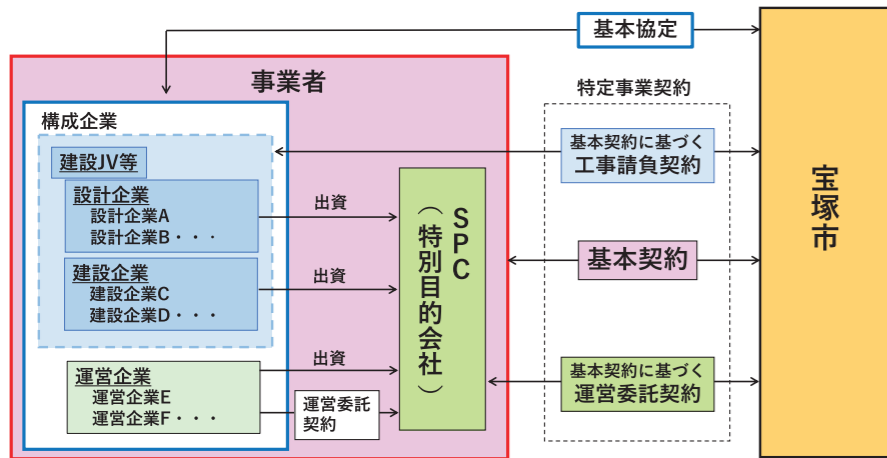 基本協定
事業者
特定事業契約
構成企業
建設JV等
設計企業
設計企業A
設計企業B・・・
建設企業
建設企業C
建設企業D・・・
運営企業
運営企業E
運営企業F・・・
出資
出資
出資
運営委託
契約
SPC
（特別目的会社）
基本契約に基づく
工事請負契約
基本契約
基本契約に基づく
運営委託契約
宝塚市